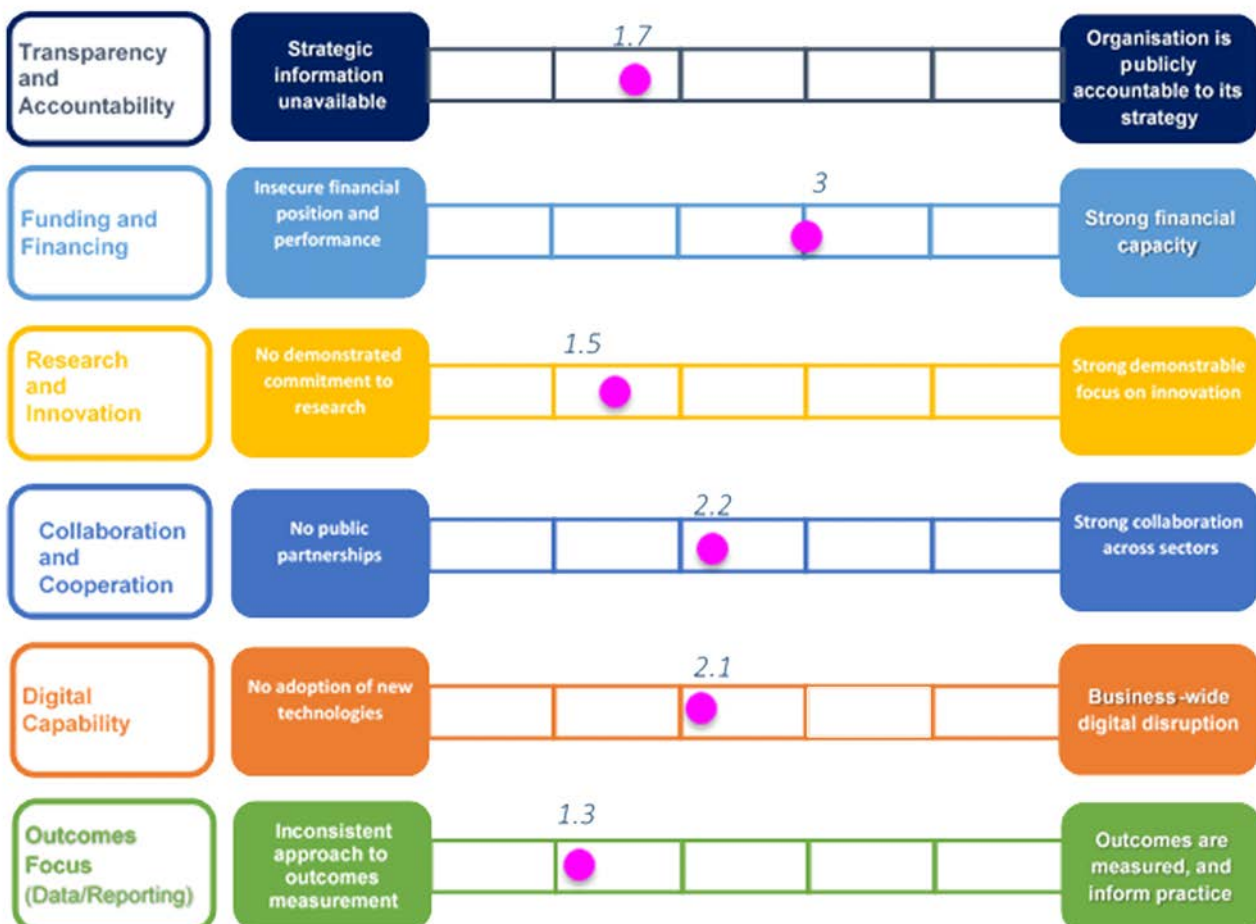 Transparency
and
Accountability
Strategic
information
unavailable
1.7
Organisation is
publicly
accountable to its
strategy
Funding and
Financing
Insecure financial
position and
performance
3
Strong financial
capacity
Research
and
Innovation
No demonstrated
commitment to
research
1.5
Strong demonstrable
focus on innovation
Collaboration
and
Cooperation
No public
partnerships
2.2
Strong collaboration
across sectors
Digital
Capability
No adoption of new
technologies
2.1
Business-wide
digital disruption
Outcomes
Focus
(Data/Reporting)
Inconsistent
approach to
outcomes
measurement
1.3
Outcomes are
measured, and
inform practice